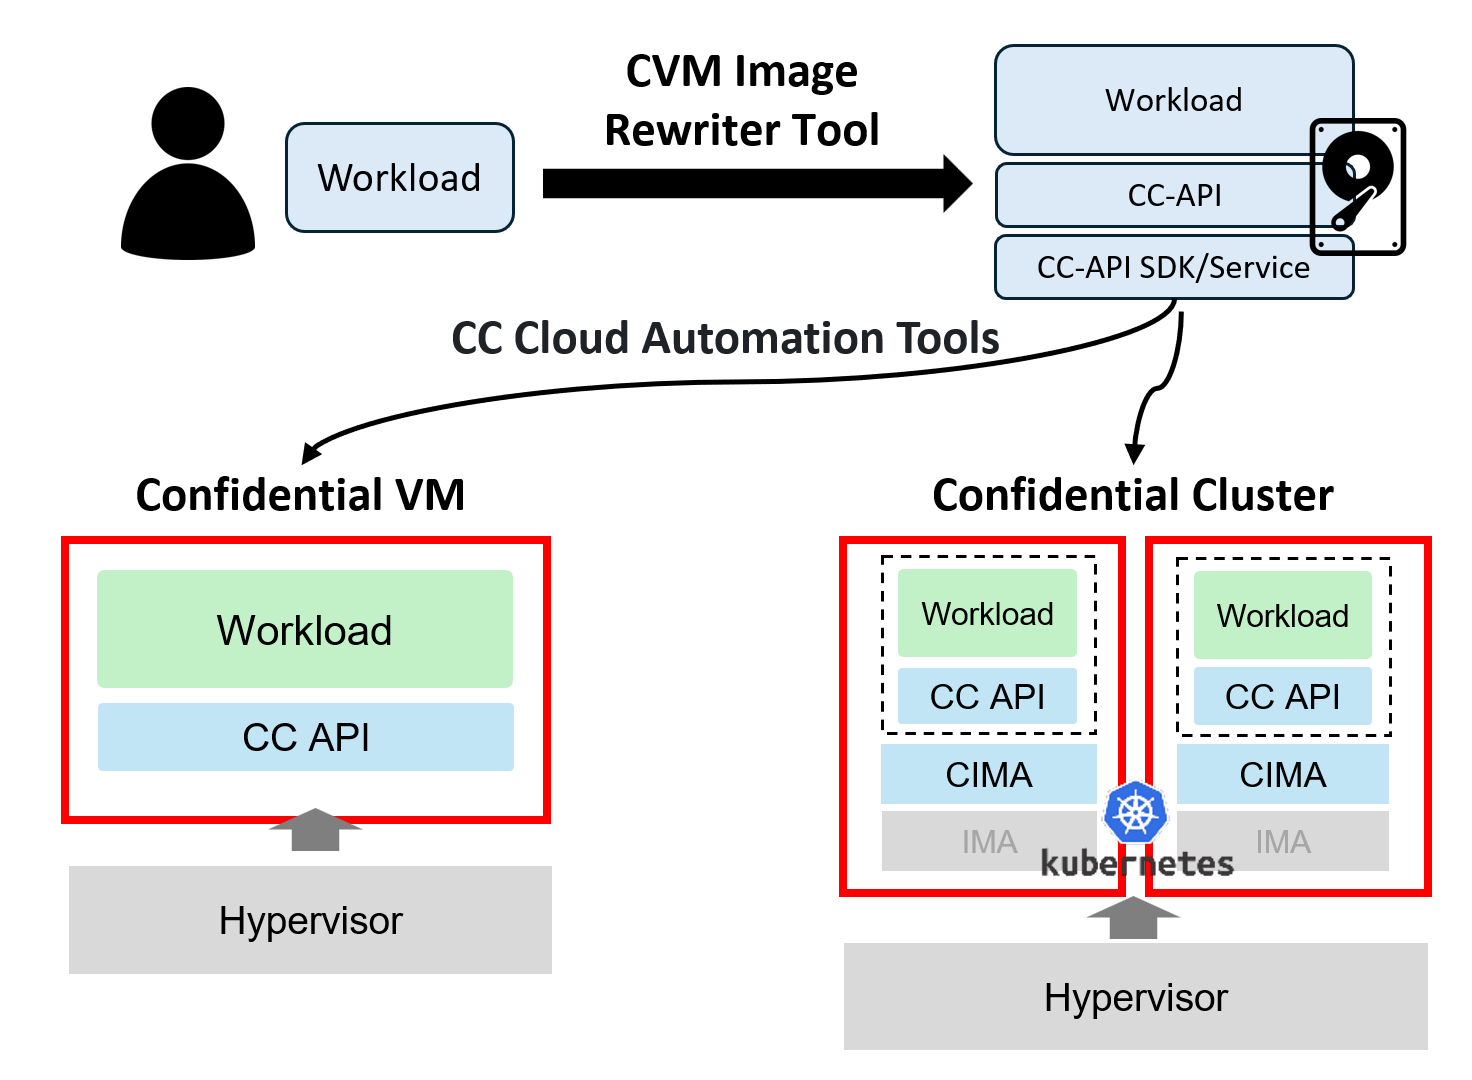 CVM Image
Rewriter Tool
Workload
Workload
CC-API
CC-API SDK/Service
CC Cloud Automation Tools
Confidential VM
Workload
CC API
Hypervisor
Confidential Cluster
Workload
CC API
CIMA
IMA
Workload
CC API
CIMA
IMA
kubernetes
Hypervisor